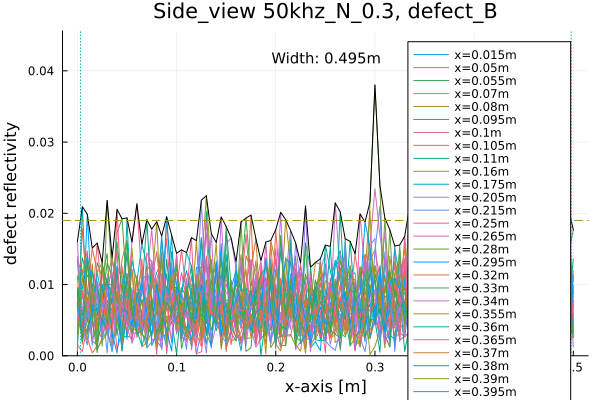 Side_view 50khz_N_0.3, defect_B
Width: 0.495m
defect reflectivity
0.04
0.03
0.02
0.01
0.00
0.0
0.1
0.2
0.3
.5
x-axis [m]
x=0.015m
x=0.05m
x=0.055m
x=0.07m
x=0.08m
x=0.095m
x=0.1m
x=0.105m
x=0.11m
x=0.16m
x=0.175m
x=0.205m
x=0.215m
x=0.25m
x=0.265m
x=0.28m
x=0.295m
x=0.32m
x=0.33m
x=0.34m
x=0.355m
x=0.36m
x=0.365m
x=0.37m
x=0.38m
x=0.39m
x=0.395m